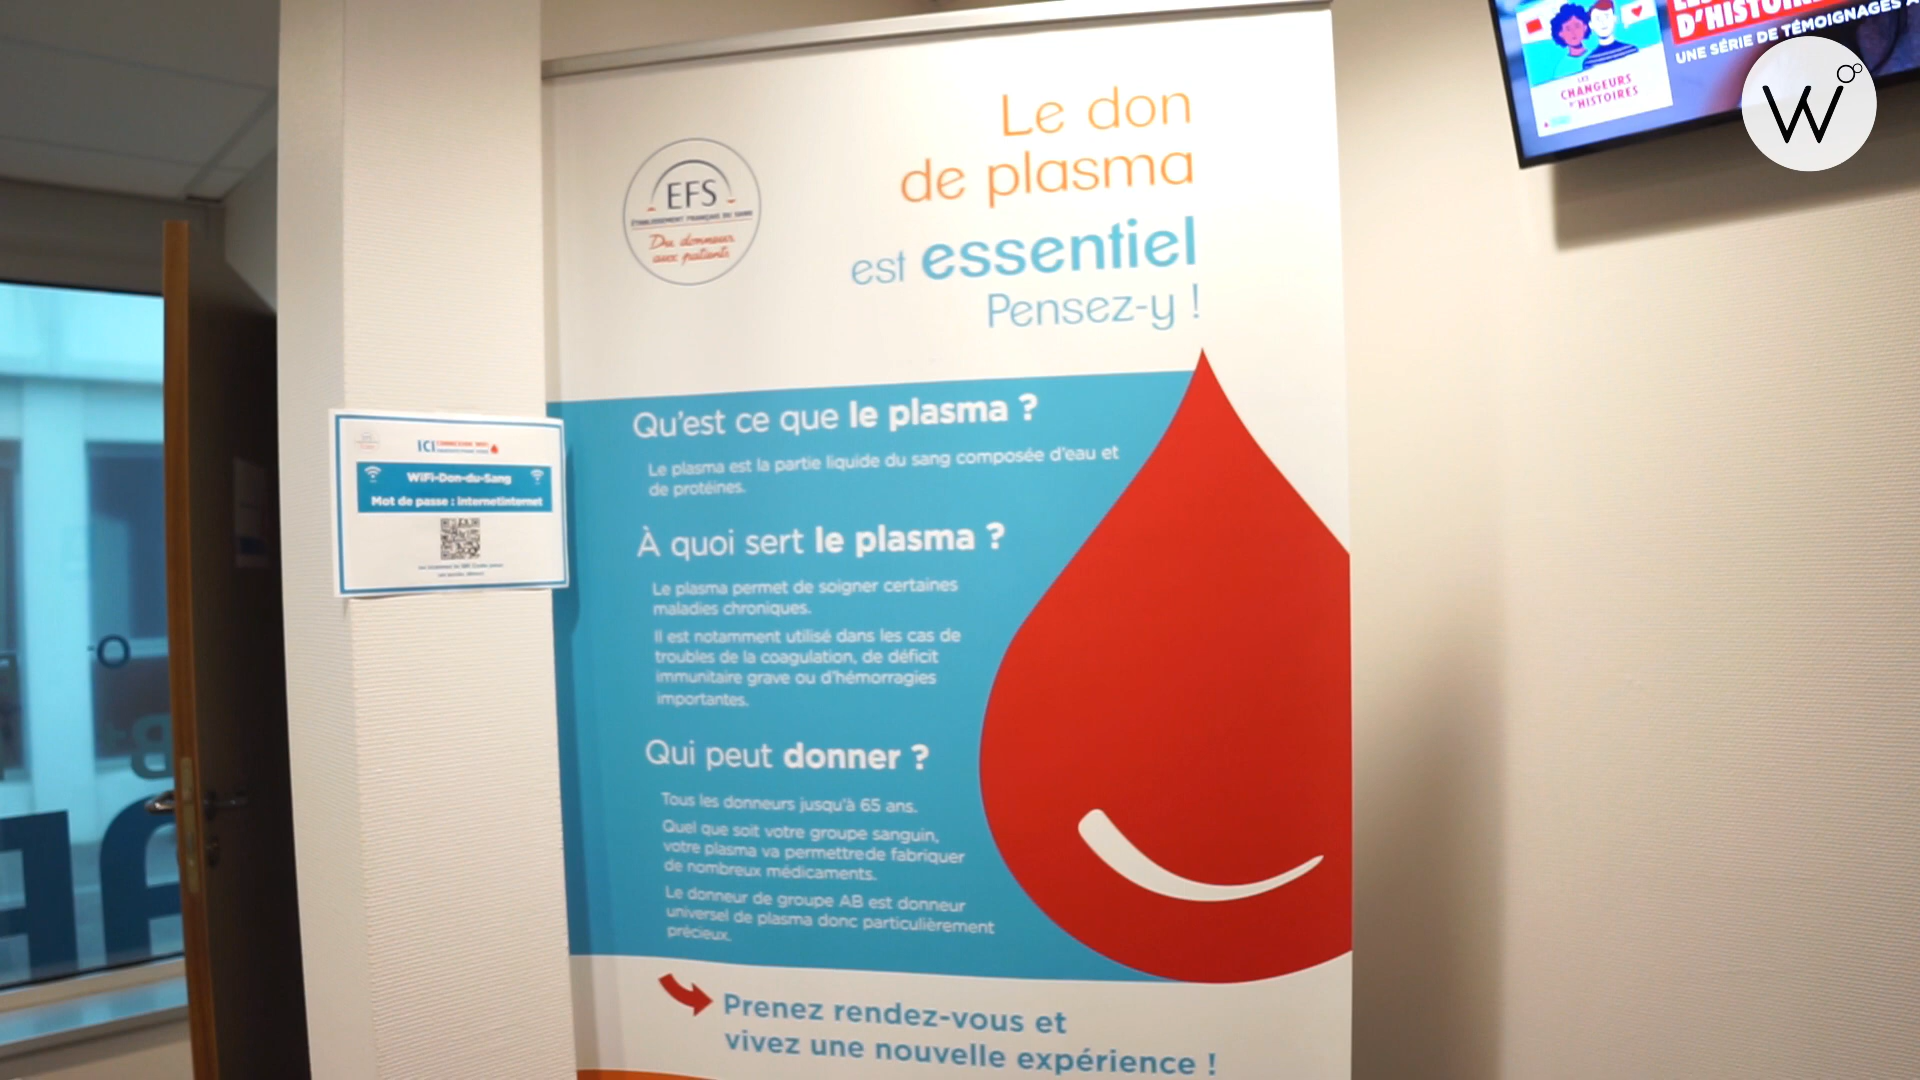 Le don
de plasma
est essentiel
Pensez-y !
EFS
ÉTABLISSEMENT FRANÇAIS DU SANG
Du donneur
aux patients
Qu'est ce que le plasma ?
Le plasma est la partie liquide du sang composée d'eau et
de protéines.
À quoi sert le plasma ?
Le plasma permet de soigner certaines
maladies chroniques.
Il est notamment utilisé dans les cas de
troubles de la coagulation, de déficit
immunitaire grave ou d'hémorragies
importantes.
Qui peut donner ?
Tous les donneurs jusqu'à 65 ans.
Quel que soit votre groupe sanguin,
votre plasma va permettrede fabriquer
de nombreux médicaments.
Le donneur de groupe AB est donneur
universel de plasma donc particulièrement
précieux.
Prenez rendez-vous et
vivez une nouvelle expérience !
ICI
WiFi-Don-du-Sang
Mot de passe : internetinternet
D'HISTOIRES
UNE SÉRIE DE TÉMOIGNAGES A
LES
CHANGEURS
D'HISTOIRES
W